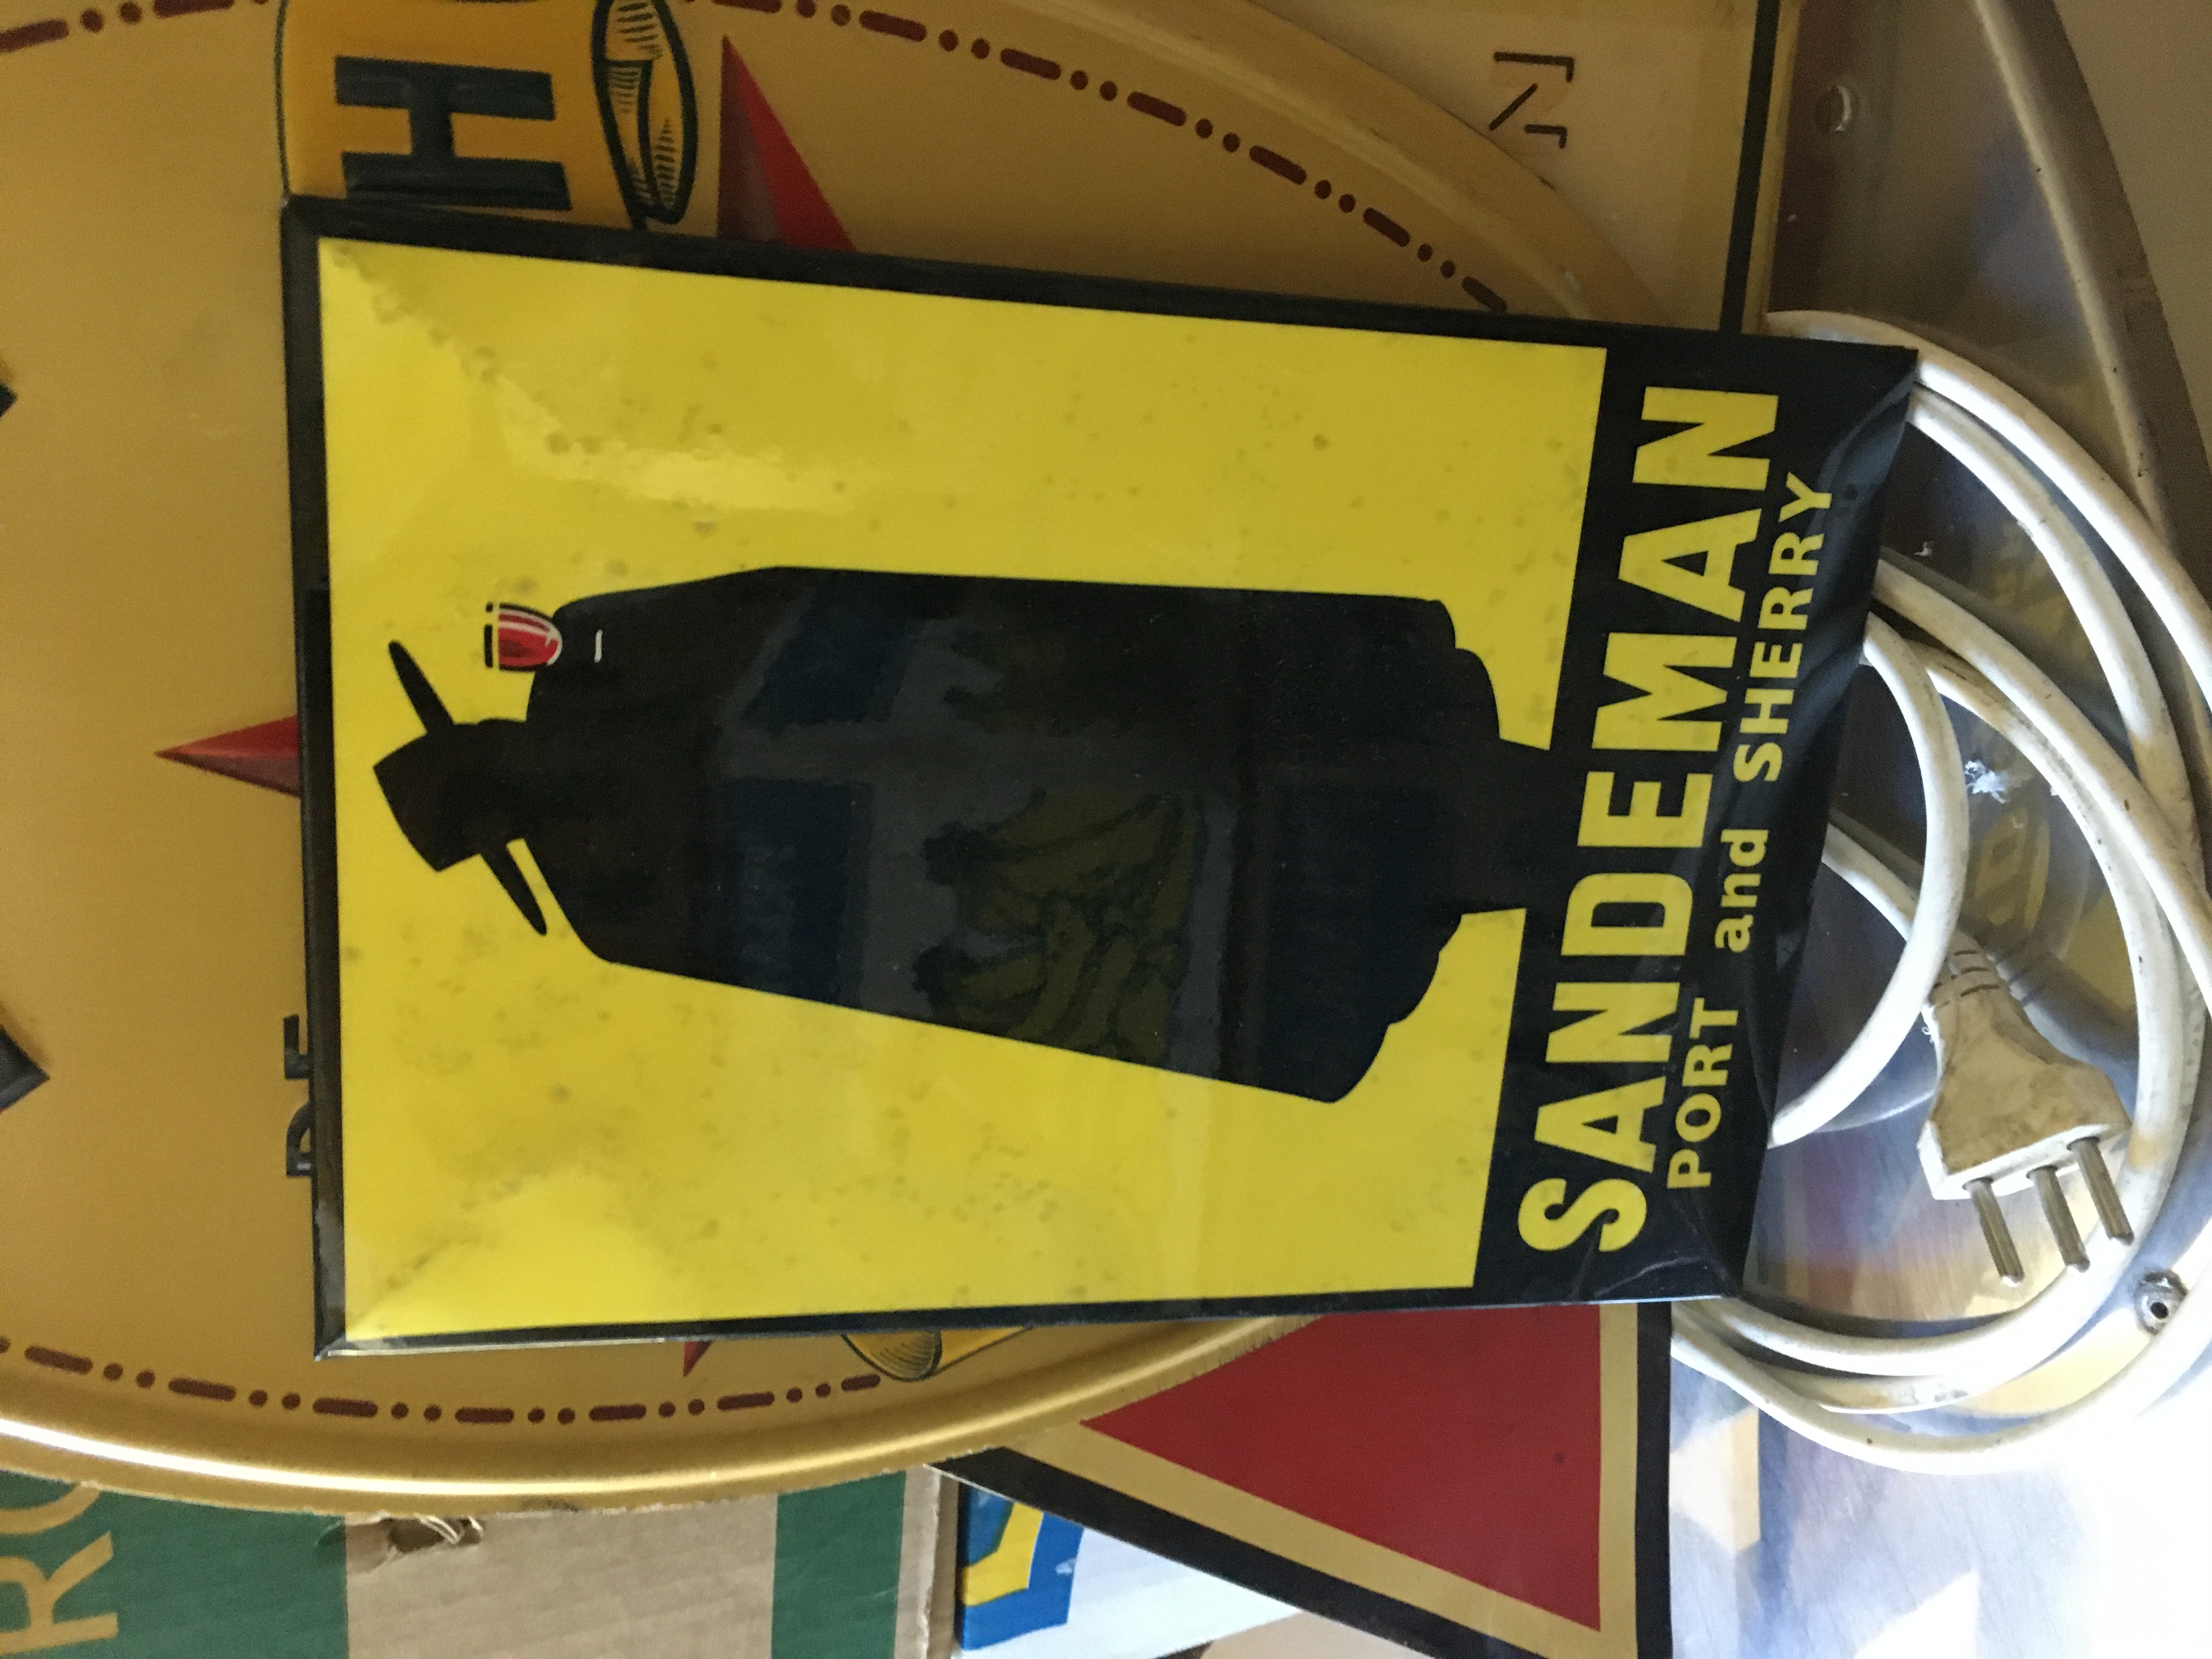 SANDEMAN
PORT and SHERRY